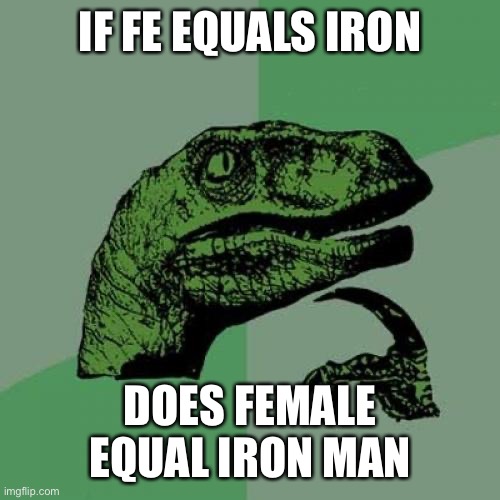 IF FE EQUALS IRON
DOES FEMALE
EQUAL IRON MAN
imgflip.com